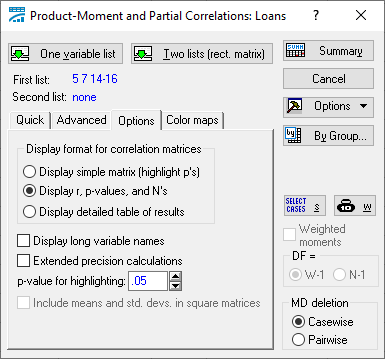 Product-Moment and Partial Correlations: Loans
? ×
One variable list
Two lists (rect. matrix)
Summary
First list: 5 7 14-16
Second list: none
Cancel
Options
By Group...
Quick
Advanced
Options
Color maps
Display format for correlation matrices
Display simple matrix (highlight p's)
Display r, p-values, and N's
Display detailed table of results
Display long variable names
Extended precision calculations
p-value for highlighting: .05
Include means and std. devs. in square matrices
SELECT CASES S
W
Weighted moments
DF =
W-1
N-1
MD deletion
Casewise
Pairwise